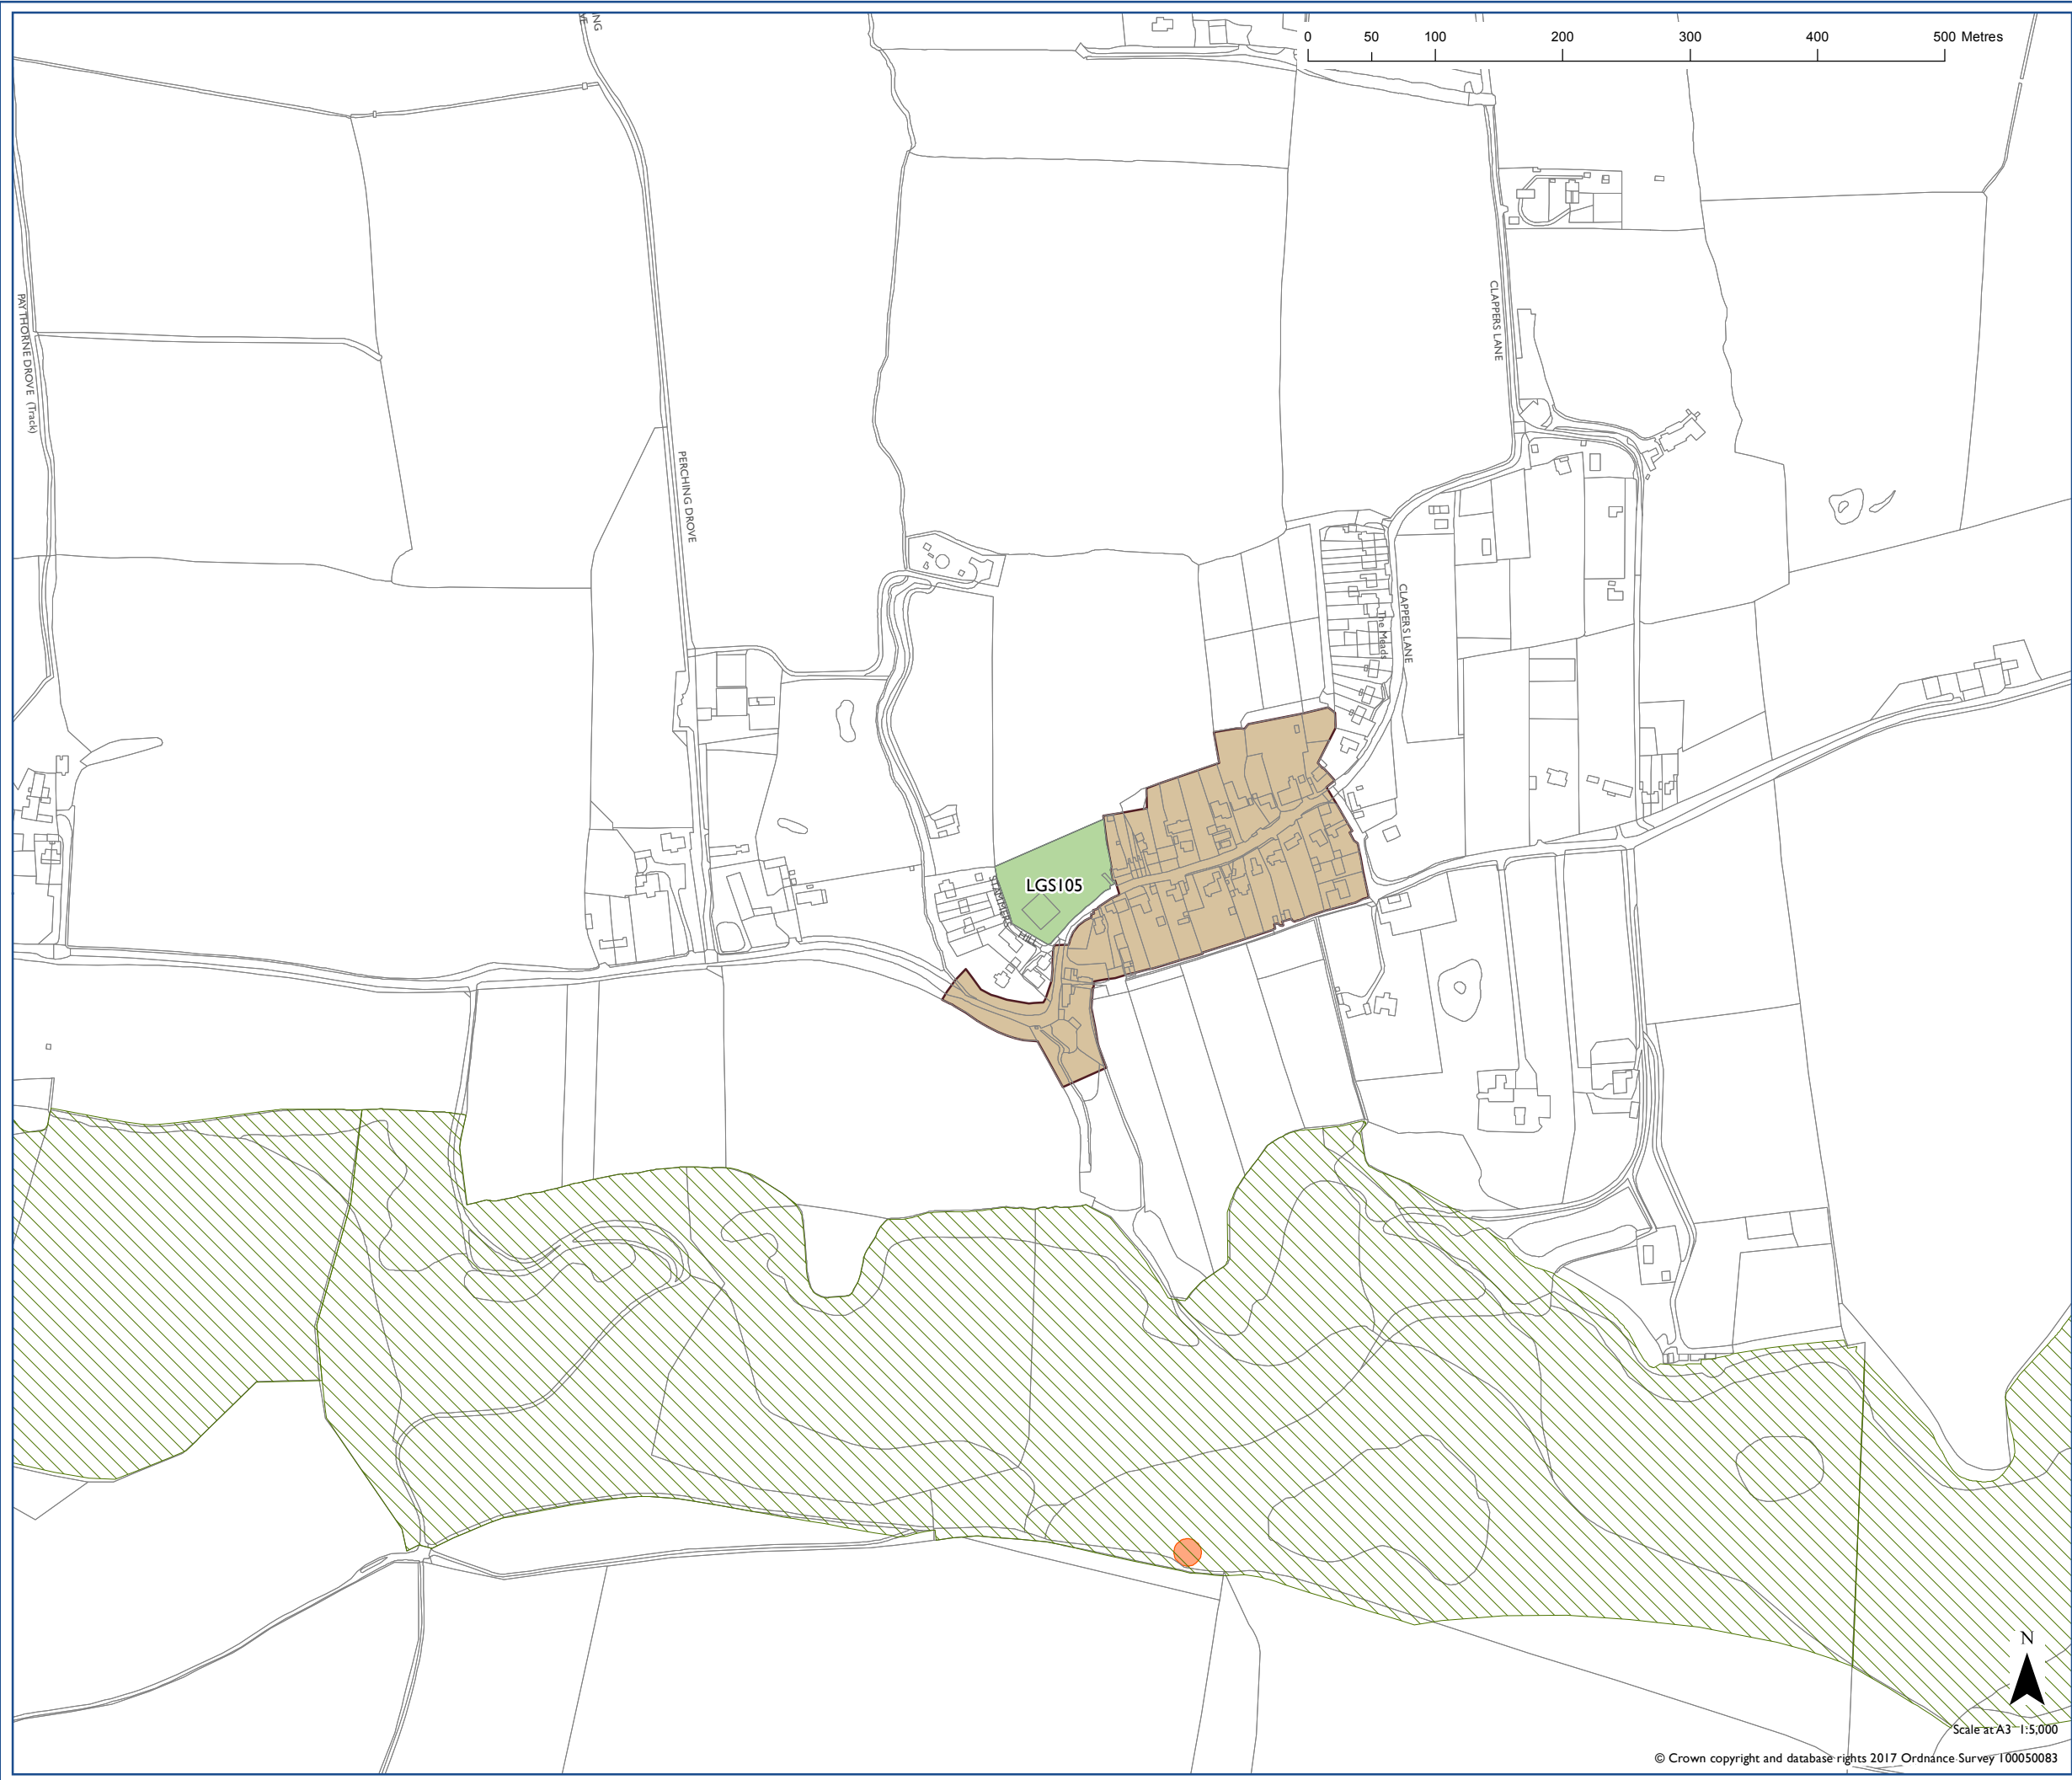 0 50 100 200 300 400 500 Metres
PAYTHORNE DROVE (Track)
PERCHING DROVE
CLAPPERS LANE
CLAPPERS LANE
The Meads
LGS105
HILL
N
Scale at A3 1:5,000
© Crown copyright and database rights 2017 Ordnance Survey 100050083